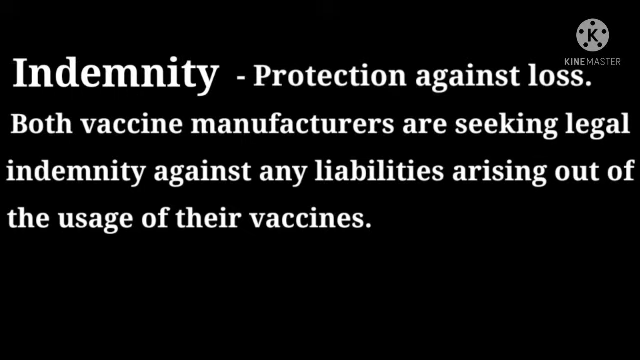 K
KINEMASTER
Indemnity - Protection against loss.
Both vaccine manufacturers are seeking legal
indemnity against any liabilities arising out of
the usage of their vaccines.